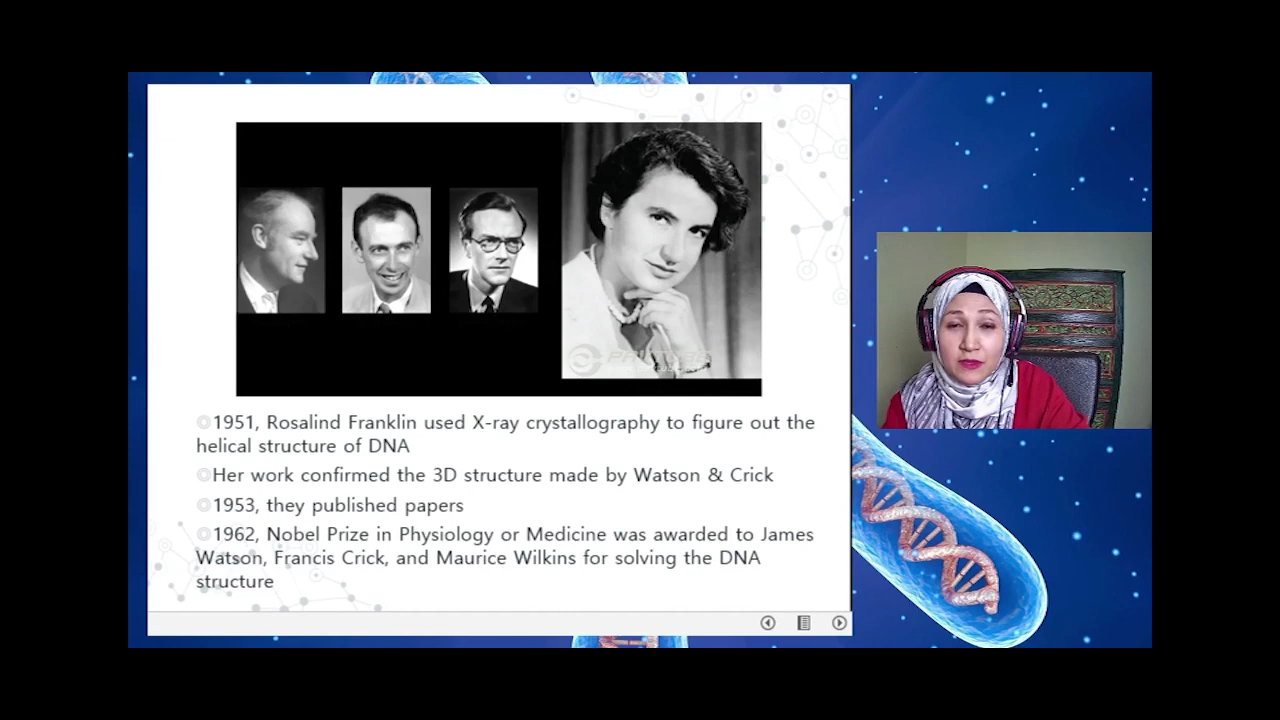 ◎1951, Rosalind Franklin used X-ray crystallography to figure out the
helical structure of DNA
◎Her work confirmed the 3D structure made by Watson & Crick
◎1953, they published papers
◎1962, Nobel Prize in Physiology or Medicine was awarded to James
Watson, Francis Crick, and Maurice Wilkins for solving the DNA
structure